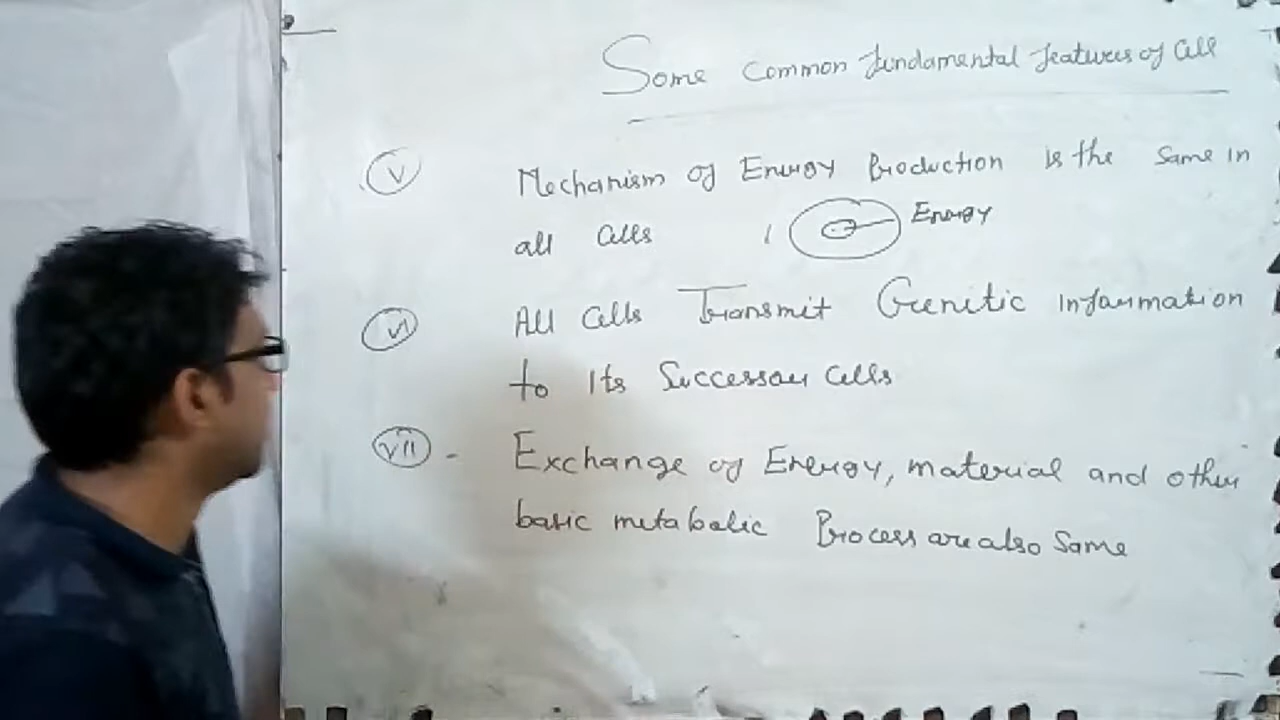 Some common fundamental features of cell
V Mechanism of Energy Production is the same in
all cells
Energy
VI All cells Transmit Genetic information
to its Successor cells
VII - Exchange of Energy, material and other
basic metabolic Process are also Same